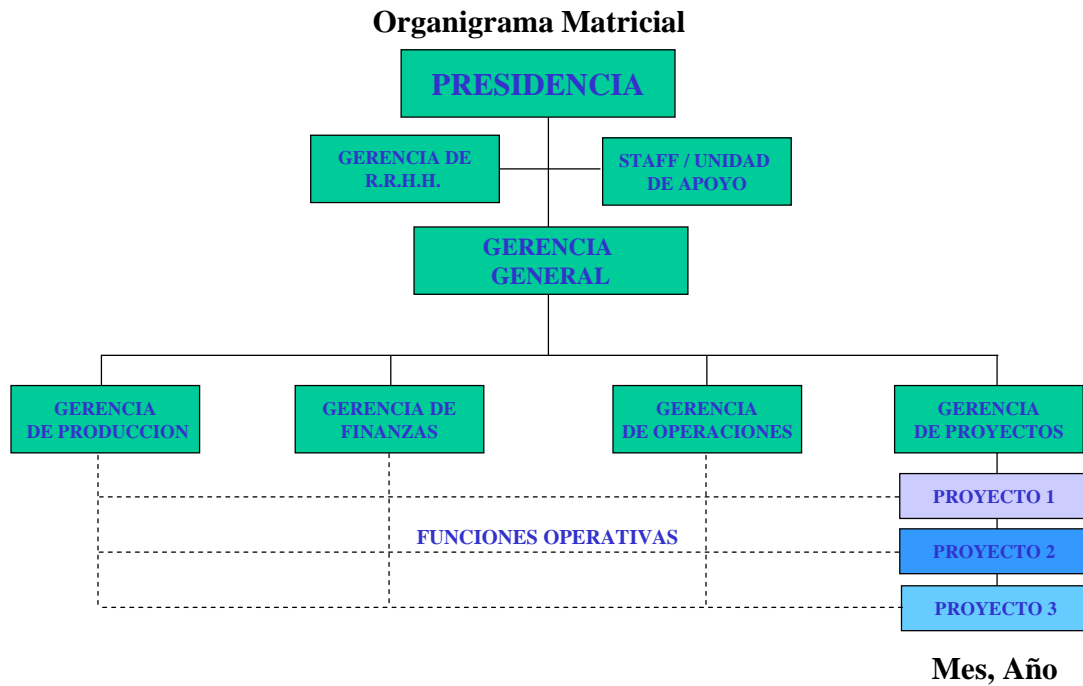 Organigrama Matricial
PRESIDENCIA
GERENCIA DE
R.R.H.H.
STAFF / UNIDAD
DE APOYO
GERENCIA
GENERAL
GERENCIA
DE PRODUCCION
GERENCIA DE
FINANZAS
GERENCIA
DE OPERACIONES
GERENCIA
DE PROYECTOS
PROYECTO 1
FUNCIONES OPERATIVAS
PROYECTO 2
PROYECTO 3
Mes, Año